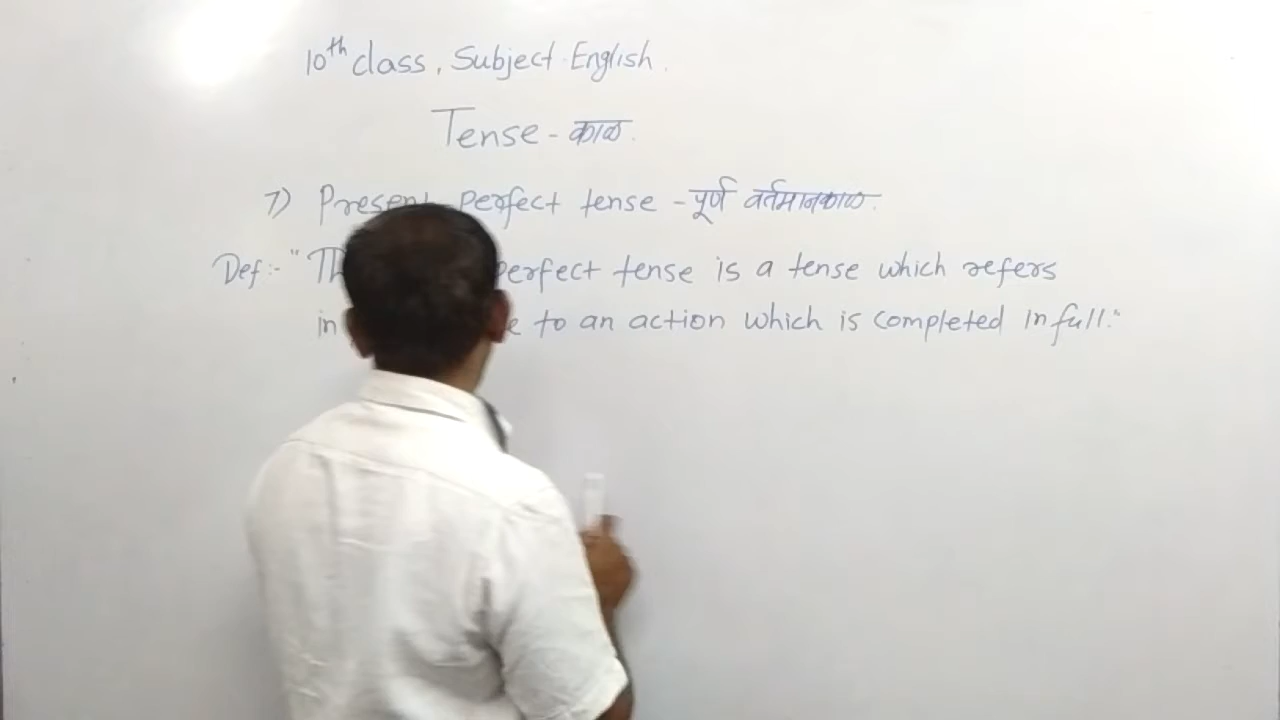 10th class, Subject English.
Tense - काळ.
7) Present perfect tense - पूर्ण वर्तमानकाळ.
Def:- "Th perfect tense is a tense which refers
in to an action which is completed in full."